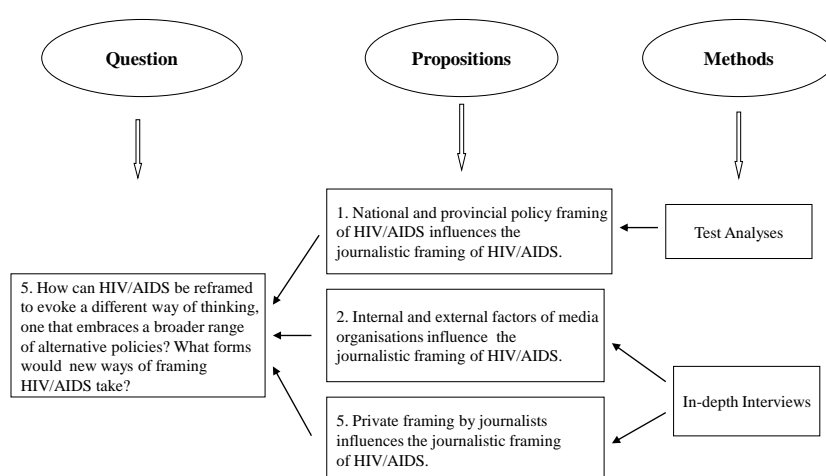 Question
Propositions
Methods
1. National and provincial policy framing
of HIV/AIDS influences the
journalistic framing of HIV/AIDS.
Test Analyses
5. How can HIV/AIDS be reframed
to evoke a different way of thinking,
one that embraces a broader range
of alternative policies? What forms
would new ways of framing
HIV/AIDS take?
2. Internal and external factors of media
organisations influence the
journalistic framing of HIV/AIDS.
In-depth Interviews
5. Private framing by journalists
influences the journalistic framing
of HIV/AIDS.